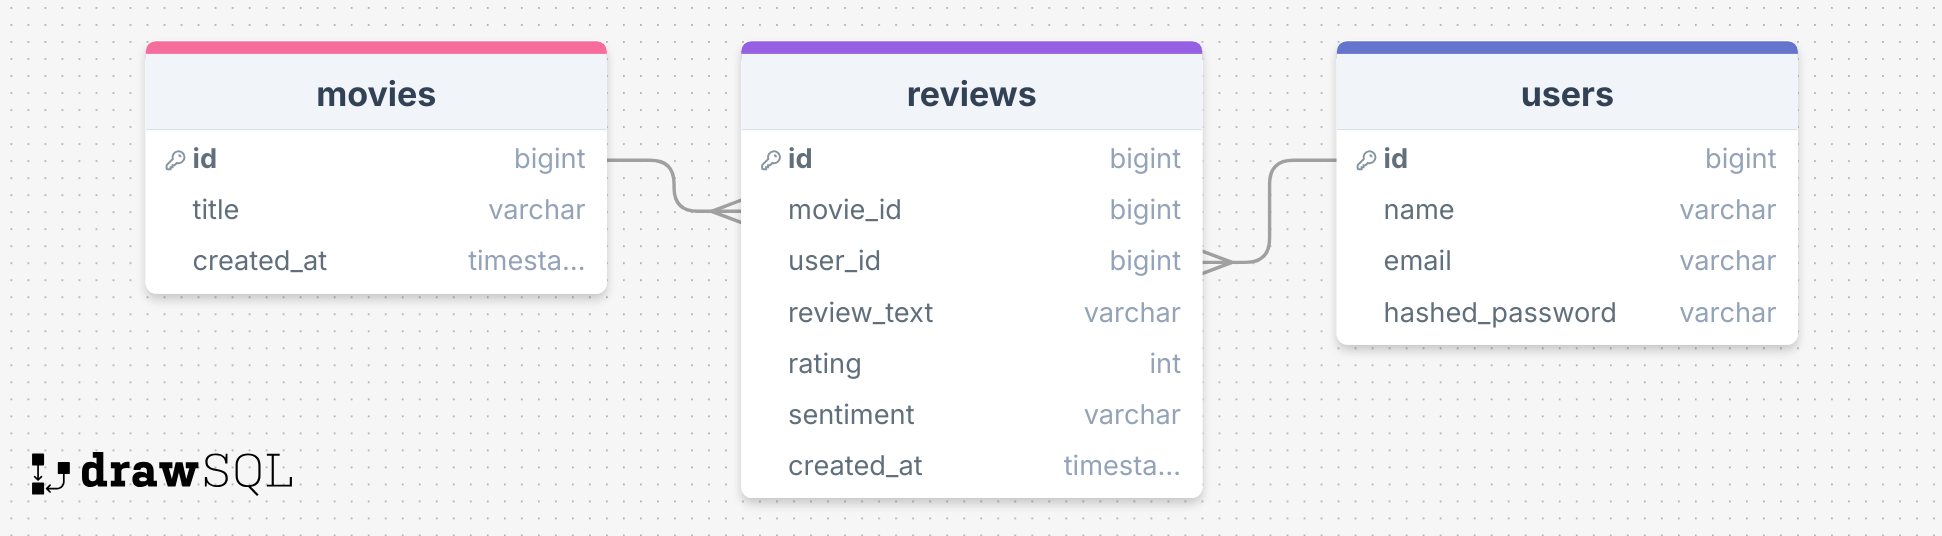 movies
id bigint
title varchar
created_at timesta...
reviews
id bigint
movie_id bigint
user_id bigint
review_text varchar
rating int
sentiment varchar
created_at timesta...
users
id bigint
name varchar
email varchar
hashed_password varchar
drawSQL